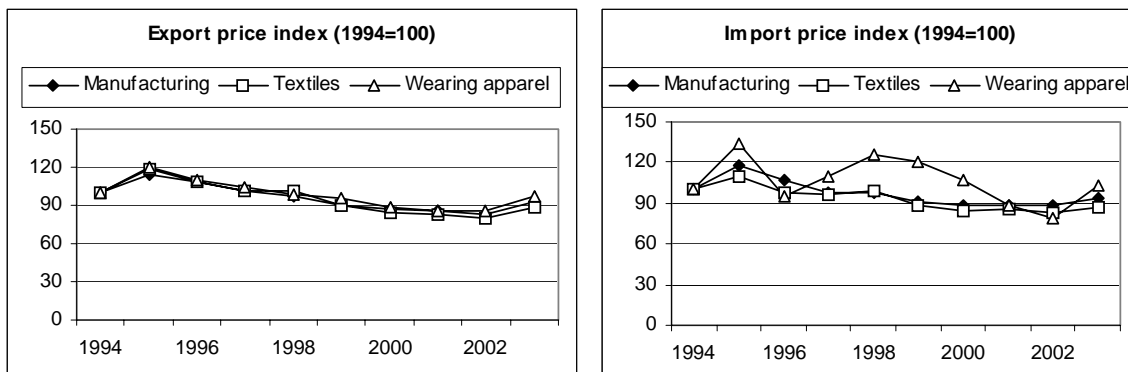 Export price index (1994=100)
Manufacturing Textiles Wearing apparel
150
120
90
60
30
0
1994 1996 1998 2000 2002
Import price index (1994=100)
Manufacturing Textiles Wearing apparel
150
120
90
60
30
0
1994 1996 1998 2000 2002